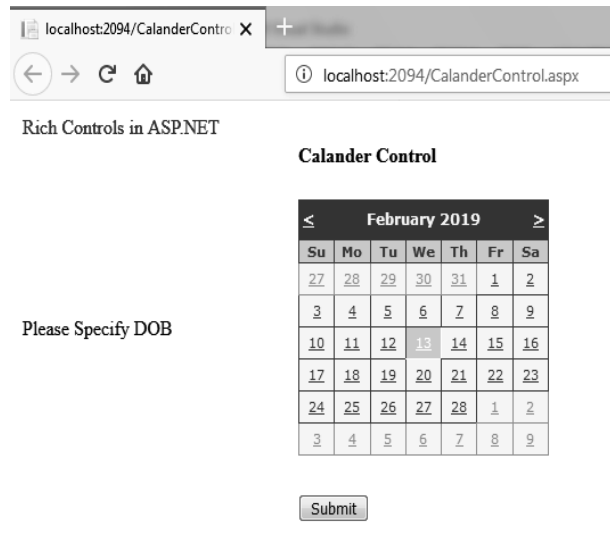 localhost:2094/CalanderContro X
localhost:2094/CalanderControl.aspx
Rich Controls in ASP.NET
Calander Control
< February 2019 >
Su Mo Tu We Th Fr Sa
27 28 29 30 31 1 2
3 4 5 6 7 8 9
Please Specify DOB
10 11 12 13 14 15 16
17 18 19 20 21 22 23
24 25 26 27 28 1 2
3 4 5 6 7 8 9
Submit